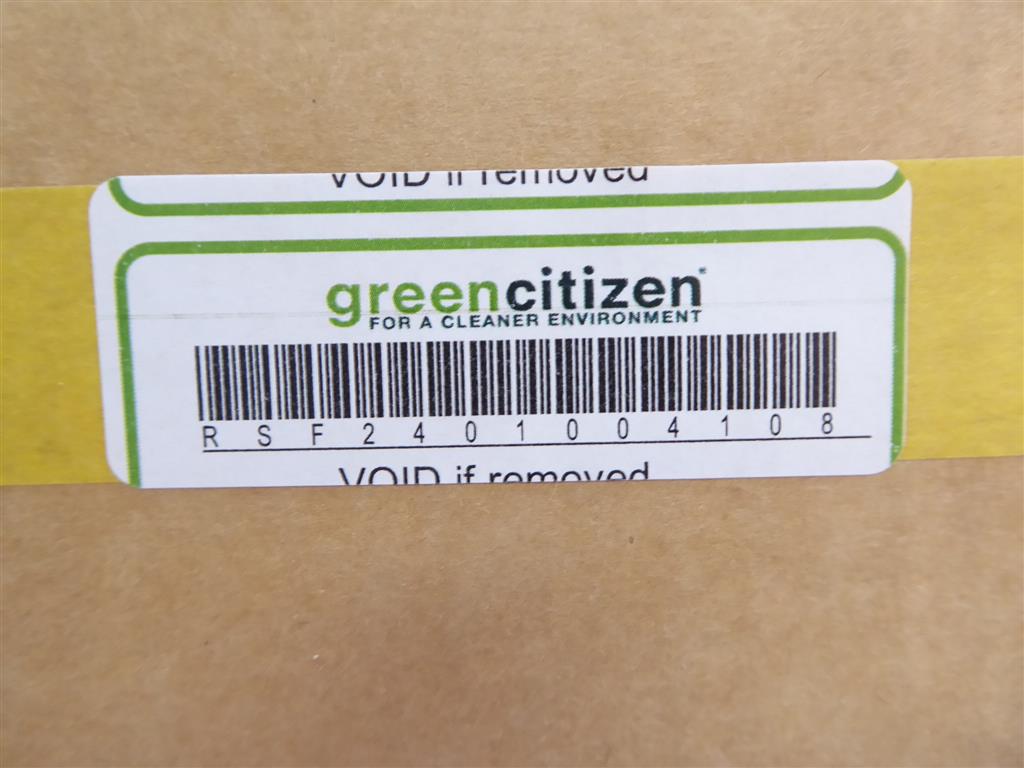 VOID if removed
greencitizen
FOR A CLEANER ENVIRONMENT
RSF2401004108
VOID if removed